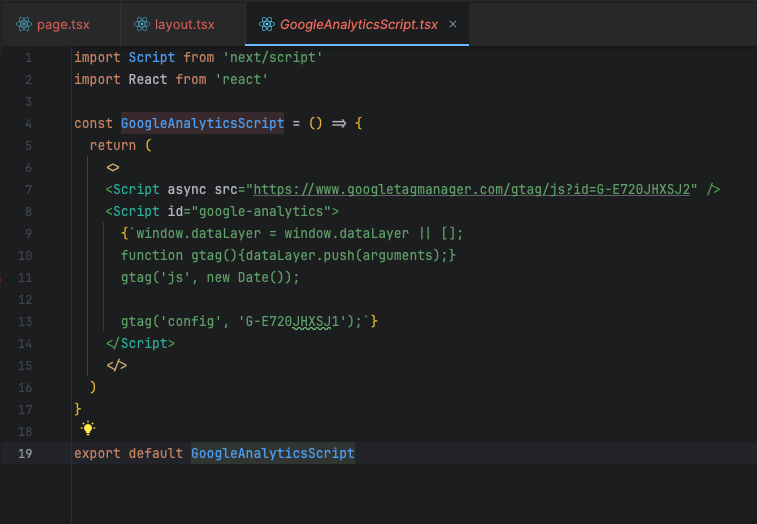 page.tsx layout.tsx GoogleAnalyticsScript.tsx ×
1 import Script from 'next/script'
2 import React from 'react'
3
4 const GoogleAnalyticsScript = () => {
5 return (
6 <>
7 <Script async src="https://www.googletagmanager.com/gtag/js?id=G-E720JHXSJ2" />
8 <Script id="google-analytics">
9 {`window.dataLayer = window.dataLayer || [];
10 function gtag(){dataLayer.push(arguments);}
11 gtag('js', new Date());
12
13 gtag('config', 'G-E720JHXSJ1');`}
14 </Script>
15 </>
16 )
17 }
18
19 export default GoogleAnalyticsScript